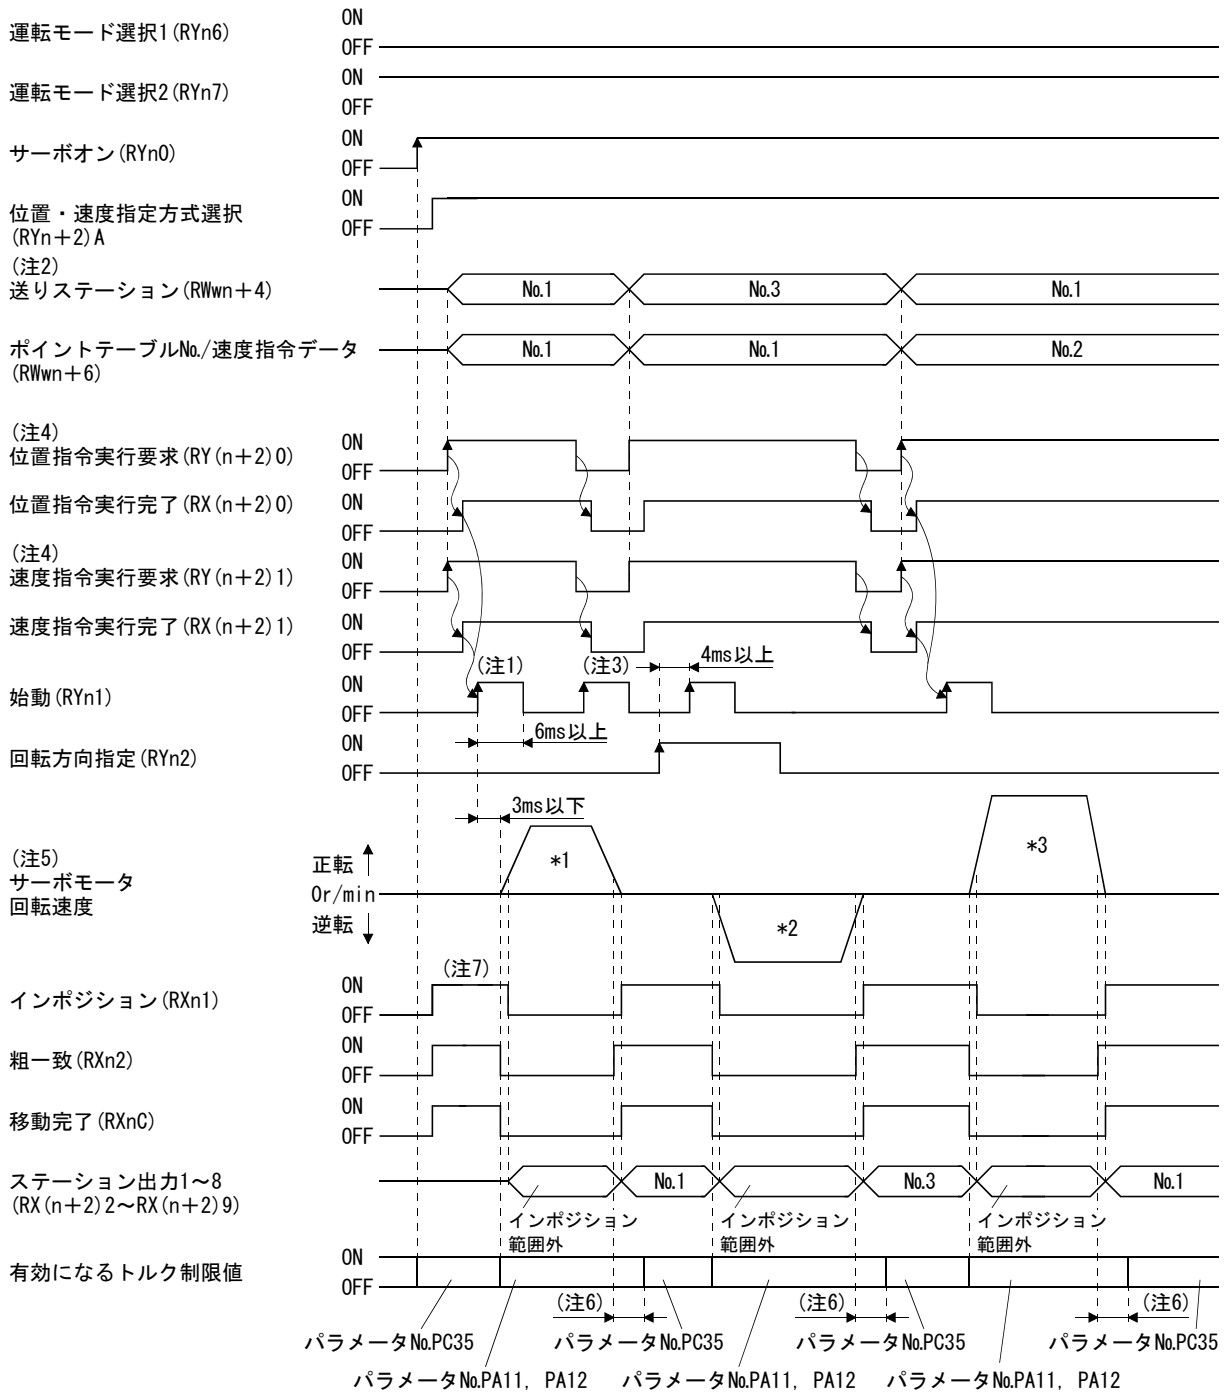 運転モード選択1(RYn6)
ON
OFF
運転モード選択2(RYn7)
ON
OFF
サーボオン(RYn0)
ON
OFF
位置・速度指定方式選択
(RYn+2)A
ON
OFF
(注2)
送りステーション(RWwn+4)
No.1
No.3
No.1
ポイントテーブルNo./速度指令データ
(RWwn+6)
No.1
No.1
No.2
(注4)
位置指令実行要求(RY(n+2)0)
ON
OFF
位置指令実行完了(RX(n+2)0)
ON
OFF
(注4)
速度指令実行要求(RY(n+2)1)
ON
OFF
速度指令実行完了(RX(n+2)1)
ON
OFF
(注1)
(注3)
4ms以上
始動(RYn1)
ON
OFF
6ms以上
回転方向指定(RYn2)
ON
OFF
3ms以下
(注5)
サーボモータ
回転速度
正転
0r/min
逆転
*1
*2
*3
(注7)
インポジション(RXn1)
ON
OFF
粗一致(RXn2)
ON
OFF
移動完了(RXnC)
ON
OFF
ステーション出力1~8
(RX(n+2)2~RX(n+2)9)
No.1
No.3
No.1
インポジション
範囲外
インポジション
範囲外
インポジション
範囲外
有効になるトルク制限値
ON
OFF
(注6)
(注6)
(注6)
パラメータNo.PC35
パラメータNo.PC35
パラメータNo.PC35
パラメータNo.PC35
パラメータNo.PA11, PA12
パラメータNo.PA11, PA12
パラメータNo.PA11, PA12